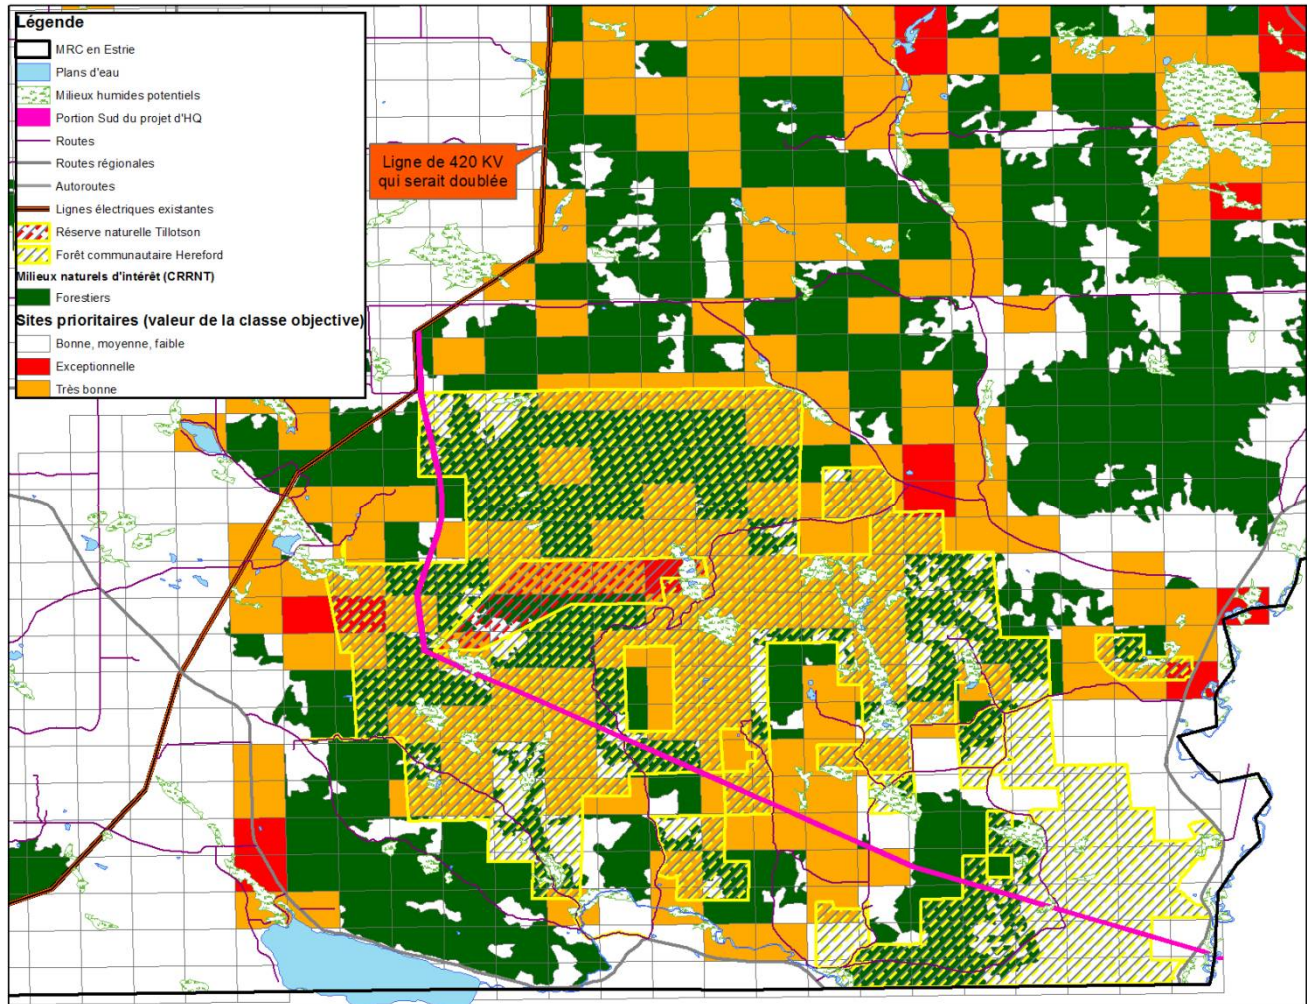 Légende
MRC en Estrie
Plans d'eau
Milieux humides potentiels
Portion Sud du projet d'HQ
Routes
Routes régionales
Autoroutes
Lignes électriques existantes
Réserve naturelle Tillotson
Forêt communautaire Hereford
Milieux naturels d'intérêt (CRRNT)
Forestiers
Sites prioritaires (valeur de la classe objective)
Bonne, moyenne, faible
Exceptionnelle
Très bonne
Ligne de 420 KV
qui serait doublée